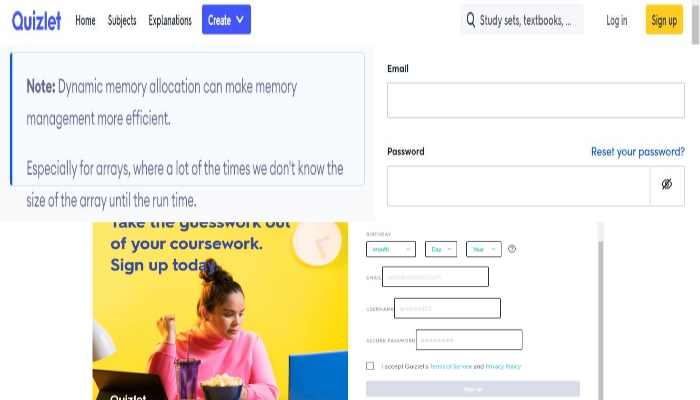 Quizlet Home Subjects Explanations Create Study sets, textbooks, ... Log in Sign up
Note: Dynamic memory allocation can make memory
management more efficient.
Especially for arrays, where a lot of the times we don't know the
size of the array until the run time.
Email
Password Reset your password?
Take the guesswork out
of your coursework.
Sign up today.
Quizlet
BIRTHDAY
Month Day Year
EMAIL user@quizlet.com
USERNAME andrew123
SECURE PASSWORD
I accept Quizlet's Terms of Service and Privacy Policy
Sign up